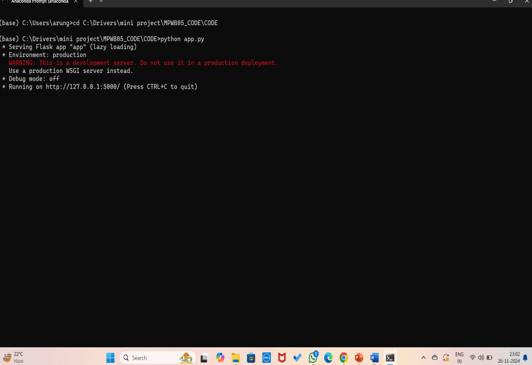 Anaconda Prompt (anaconda
(base) C:\Users\arung>cd C:\Drivers\mini project\MPWB05_CODE\CODE
(base) C:\Drivers\mini project\MPWB05_CODE\CODE>python app.py
* Serving Flask app "app" (lazy loading)
* Environment: production
WARNING: This is a development server. Do not use it in a production deployment.
Use a production WSGI server instead.
* Debug mode: off
* Running on http://127.0.0.1:5000/ (Press CTRL+C to quit)
22°C
Haze
Search
ENG
IN
23:02
26-11-2024